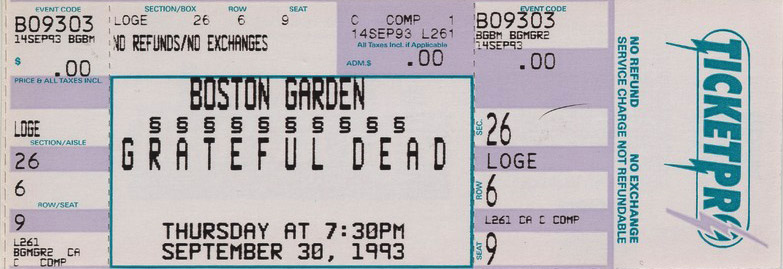 EVENT CODE
B09303
14SEP93 BGBM
$ .00
PRICE & ALL TAXES INCL.
LOGE
SECTION/AISLE
26
6
ROW/SEAT
9
L261
BGMGR2 CA
C COMP
SECTION/BOX ROW SEAT
LOGE 26 6 9
NO REFUNDS/NO EXCHANGES
C COMP 1
14SEP93 L261
All Taxes Incl. if Applicable
ADM.$ .00
BOSTON GARDEN
§ § § § § § § § § §
GRATEFUL DEAD
THURSDAY AT 7:30PM
SEPTEMBER 30, 1993
EVENT CODE
B09303
BGBM BGMGR2
14SEP93
.00
SEC. 26
LOGE
ROW 6
L261 CA C COMP
SEAT 9
NO REFUND NO EXCHANGE
SERVICE CHARGE NOT REFUNDABLE
TICKETPRO